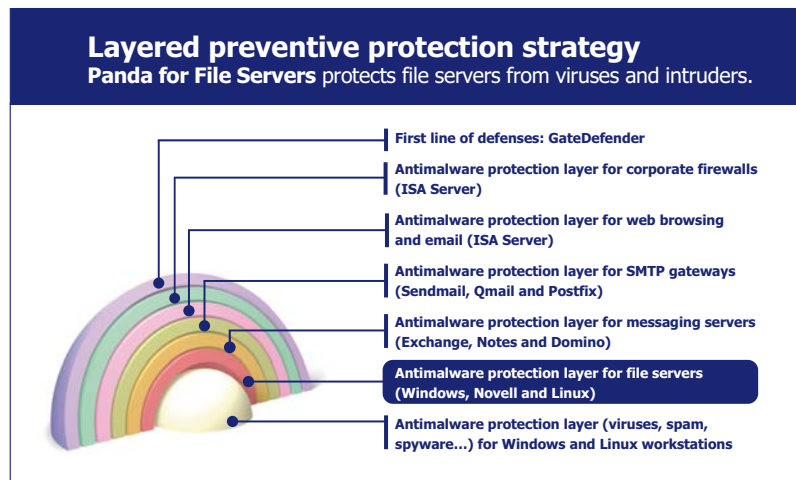 Layered preventive protection strategy
Panda for File Servers protects file servers from viruses and intruders.
First line of defenses: GateDefender
Antimalware protection layer for corporate firewalls
(ISA Server)
Antimalware protection layer for web browsing
and email (ISA Server)
Antimalware protection layer for SMTP gateways
(Sendmail, Qmail and Postfix)
Antimalware protection layer for messaging servers
(Exchange, Notes and Domino)
Antimalware protection layer for file servers
(Windows, Novell and Linux)
Antimalware protection layer (viruses, spam,
spyware...) for Windows and Linux workstations